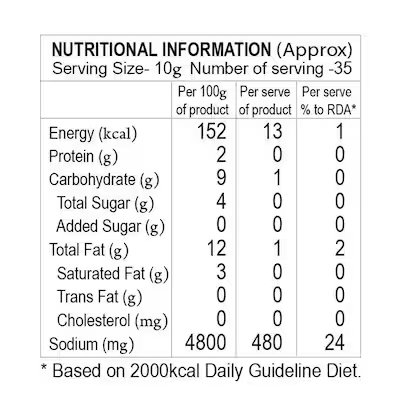 NUTRITIONAL INFORMATION (Approx)
Serving Size- 10g Number of serving -35
Per 100g of product Per serve of product Per serve % to RDA*
Energy (kcal) 152 13 1
Protein (g) 2 0 0
Carbohydrate (g) 9 1 0
Total Sugar (g) 4 0 0
Added Sugar (g) 0 0 0
Total Fat (g) 12 1 2
Saturated Fat (g) 3 0 0
Trans Fat (g) 0 0 0
Cholesterol (mg) 0 0 0
Sodium (mg) 4800 480 24
* Based on 2000kcal Daily Guideline Diet.